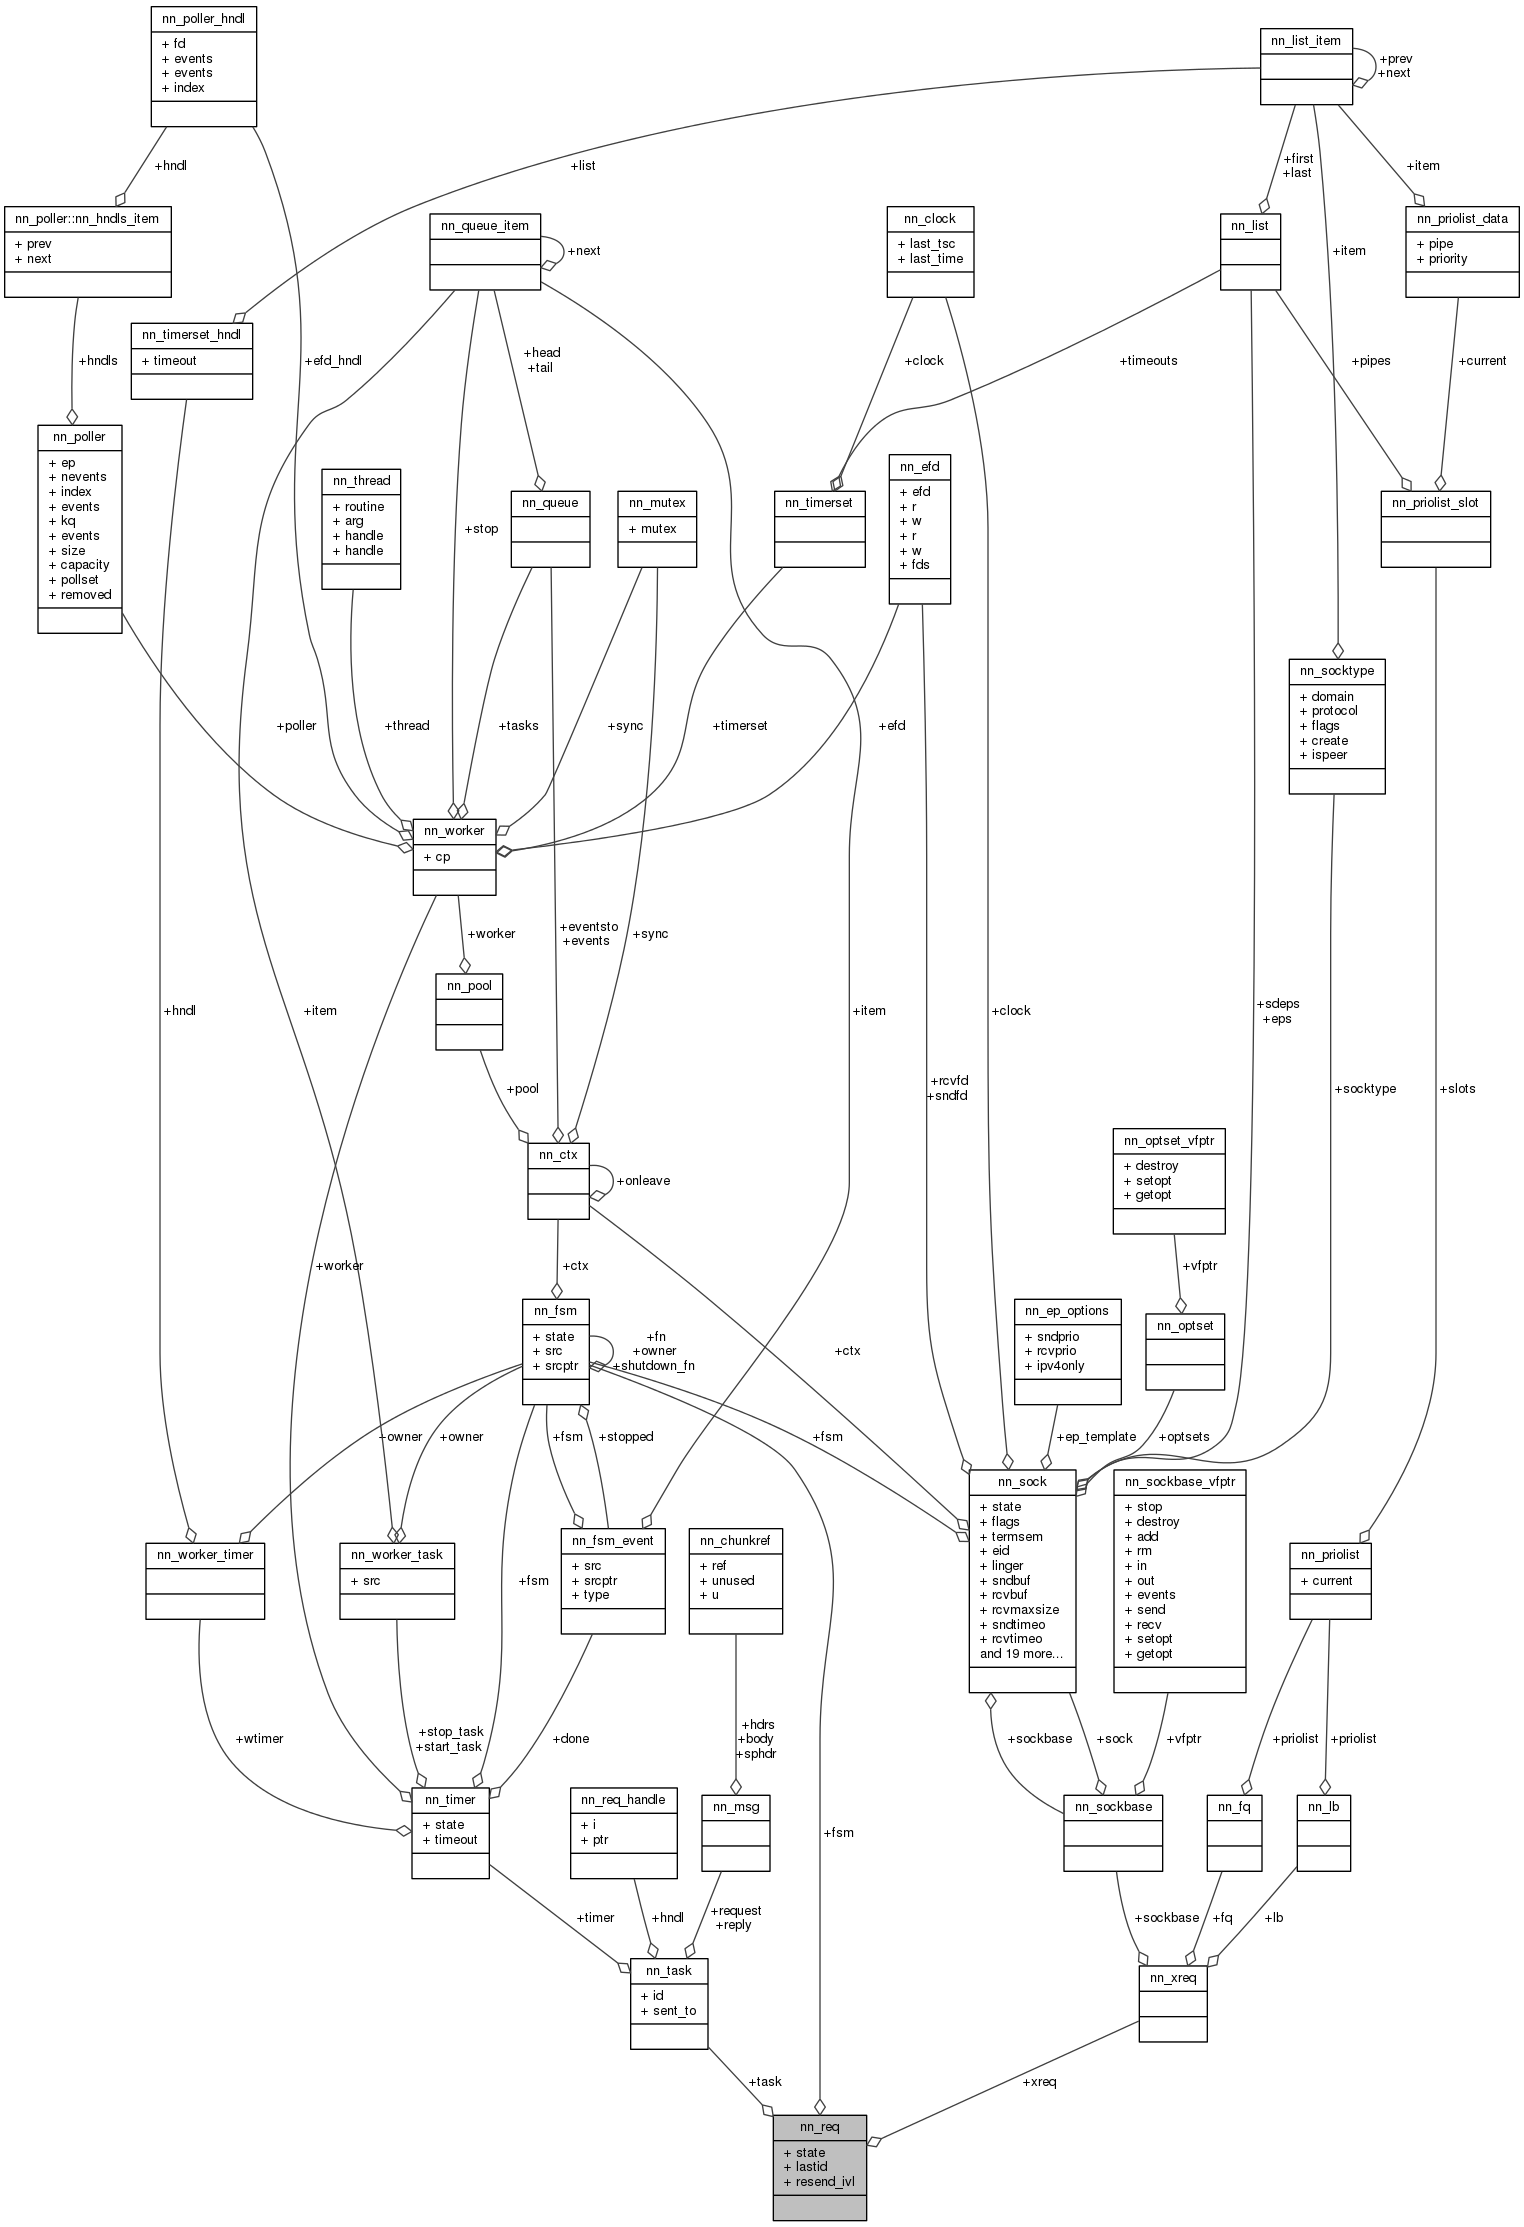 nn_poller_hndl
+ fd
+ events
+ events
+ index
nn_list_item
+prev
+next
+hndl
+list
+first
+last
+item
nn_poller::nn_hndls_item
+ prev
+ next
nn_queue_item
+next
nn_clock
+ last_tsc
+ last_time
nn_list
+item
nn_priolist_data
+ pipe
+ priority
nn_timerset_hndl
+ timeout
+hndls
+efd_hndl
+head
+tail
+clock
+timeouts
+pipes
+current
nn_poller
+ ep
+ nevents
+ index
+ events
+ kq
+ events
+ size
+ capacity
+ pollset
+ removed
nn_thread
+ routine
+ arg
+ handle
+ handle
+stop
nn_queue
nn_mutex
+ mutex
nn_timerset
nn_efd
+ efd
+ r
+ w
+ r
+ w
+ fds
nn_priolist_slot
nn_socktype
+ domain
+ protocol
+ flags
+ create
+ ispeer
+poller
+thread
+tasks
+sync
+timerset
+efd
nn_worker
+ cp
+worker
+eventsto
+events
+sync
nn_pool
+hndl
+item
+item
+clock
+sdeps
+eps
+pool
+rcvfd
+sndfd
+socktype
+slots
nn_ctx
+onleave
nn_optset_vfptr
+ destroy
+ setopt
+ getopt
+worker
+ctx
+vfptr
nn_fsm
+ state
+ src
+ srcptr
+fn
+owner
+shutdown_fn
+ctx
nn_ep_options
+ sndprio
+ rcvprio
+ ipv4only
nn_optset
+owner
+owner
+fsm
+stopped
+fsm
+ep_template
+optsets
nn_worker_timer
nn_worker_task
+ src
+fsm
nn_fsm_event
+ src
+ srcptr
+ type
nn_chunkref
+ ref
+ unused
+ u
nn_sock
+ state
+ flags
+ termsem
+ eid
+ linger
+ sndbuf
+ rcvbuf
+ rcvmaxsize
+ sndtimeo
+ rcvtimeo
and 19 more...
nn_sockbase_vfptr
+ stop
+ destroy
+ add
+ rm
+ in
+ out
+ events
+ send
+ recv
+ setopt
+ getopt
nn_priolist
+ current
+wtimer
+stop_task
+start_task
+done
+hdrs
+body
+sphdr
+sockbase
+sock
+vfptr
+priolist
+priolist
nn_timer
+ state
+ timeout
nn_req_handle
+ i
+ ptr
nn_msg
+fsm
nn_sockbase
nn_fq
nn_lb
+timer
+hndl
+request
+reply
+sockbase
+fq
+lb
nn_task
+ id
+ sent_to
nn_xreq
+task
+xreq
nn_req
+ state
+ lastid
+ resend_ivl